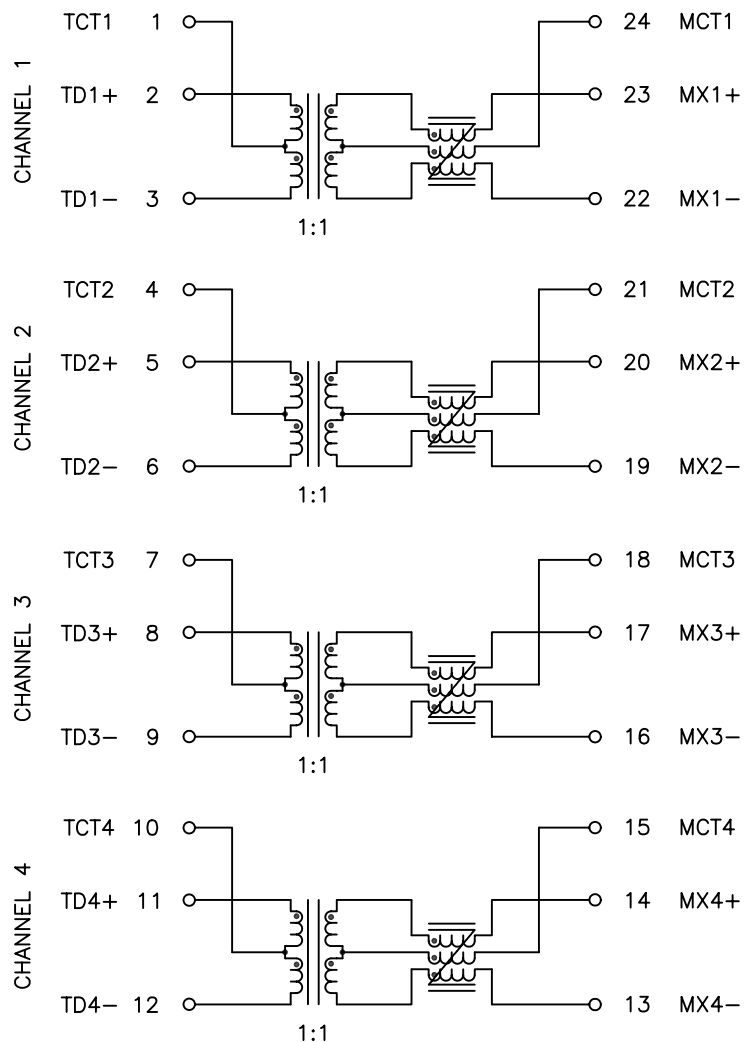 CHANNEL 1
TCT1 1 24 MCT1
TD1+ 2 23 MX1+
TD1− 3 22 MX1−
1:1
CHANNEL 2
TCT2 4 21 MCT2
TD2+ 5 20 MX2+
TD2− 6 19 MX2−
1:1
CHANNEL 3
TCT3 7 18 MCT3
TD3+ 8 17 MX3+
TD3− 9 16 MX3−
1:1
CHANNEL 4
TCT4 10 15 MCT4
TD4+ 11 14 MX4+
TD4− 12 13 MX4−
1:1